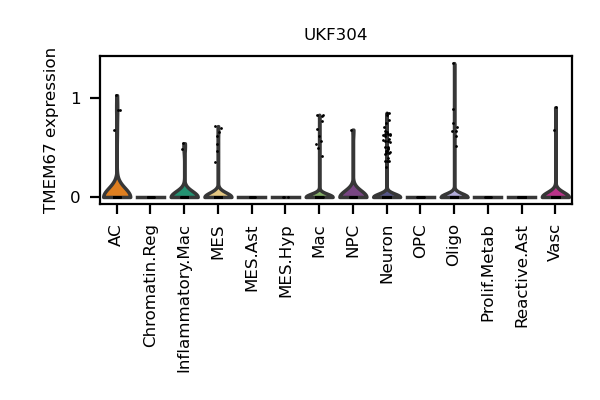 UKF304
TMEM67 expression
1
0
AC
Chromatin.Reg
Inflammatory.Mac
MES
MES.Ast
MES.Hyp
Mac
NPC
Neuron
OPC
Oligo
Prolif.Metab
Reactive.Ast
Vasc